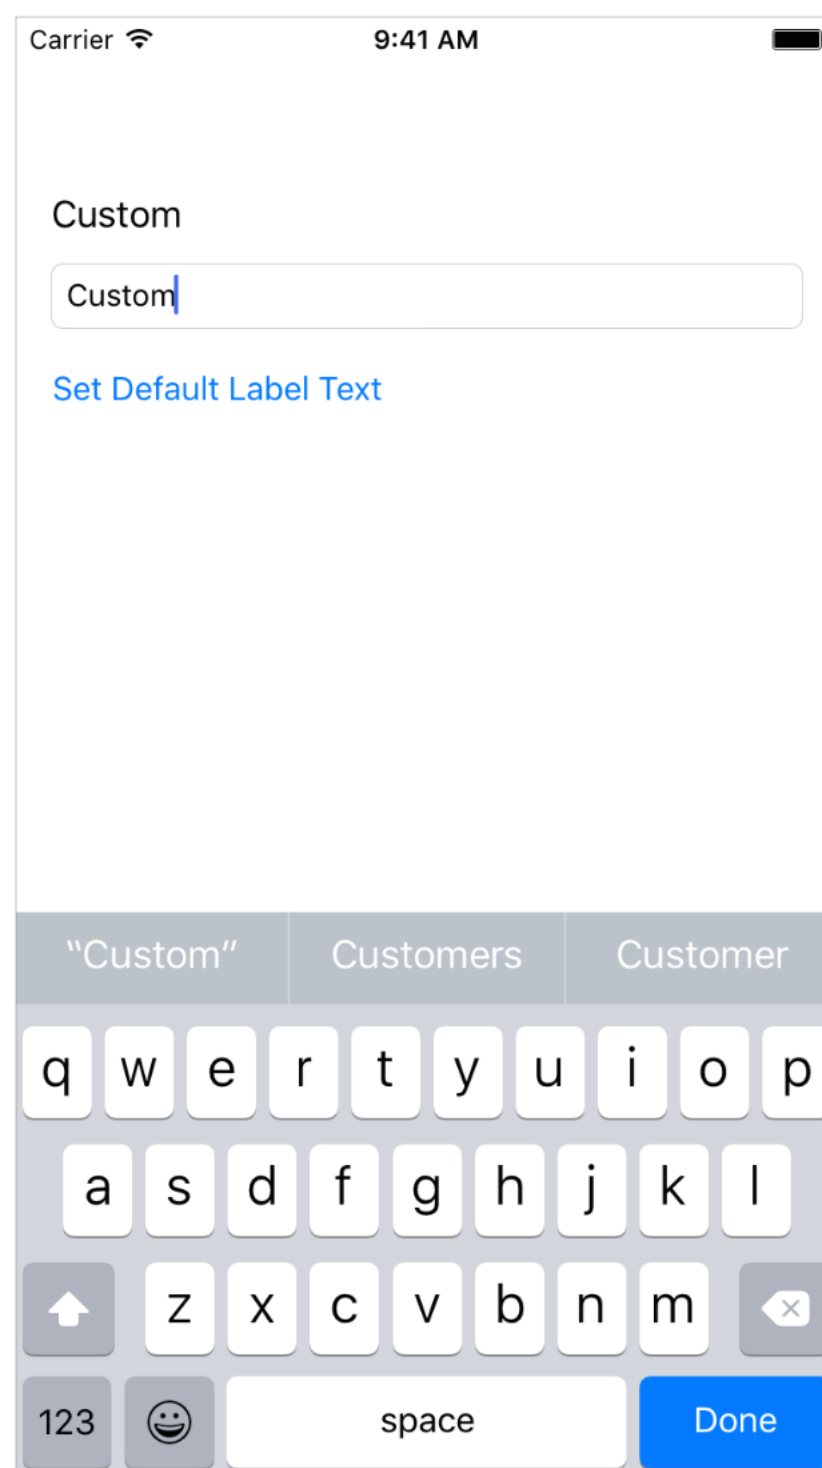 Carrier 9:41 AM
Custom
Custom
Set Default Label Text
"Custom" Customers Customer
q w e r t y u i o p
a s d f g h j k l
z x c v b n m
123 space Done